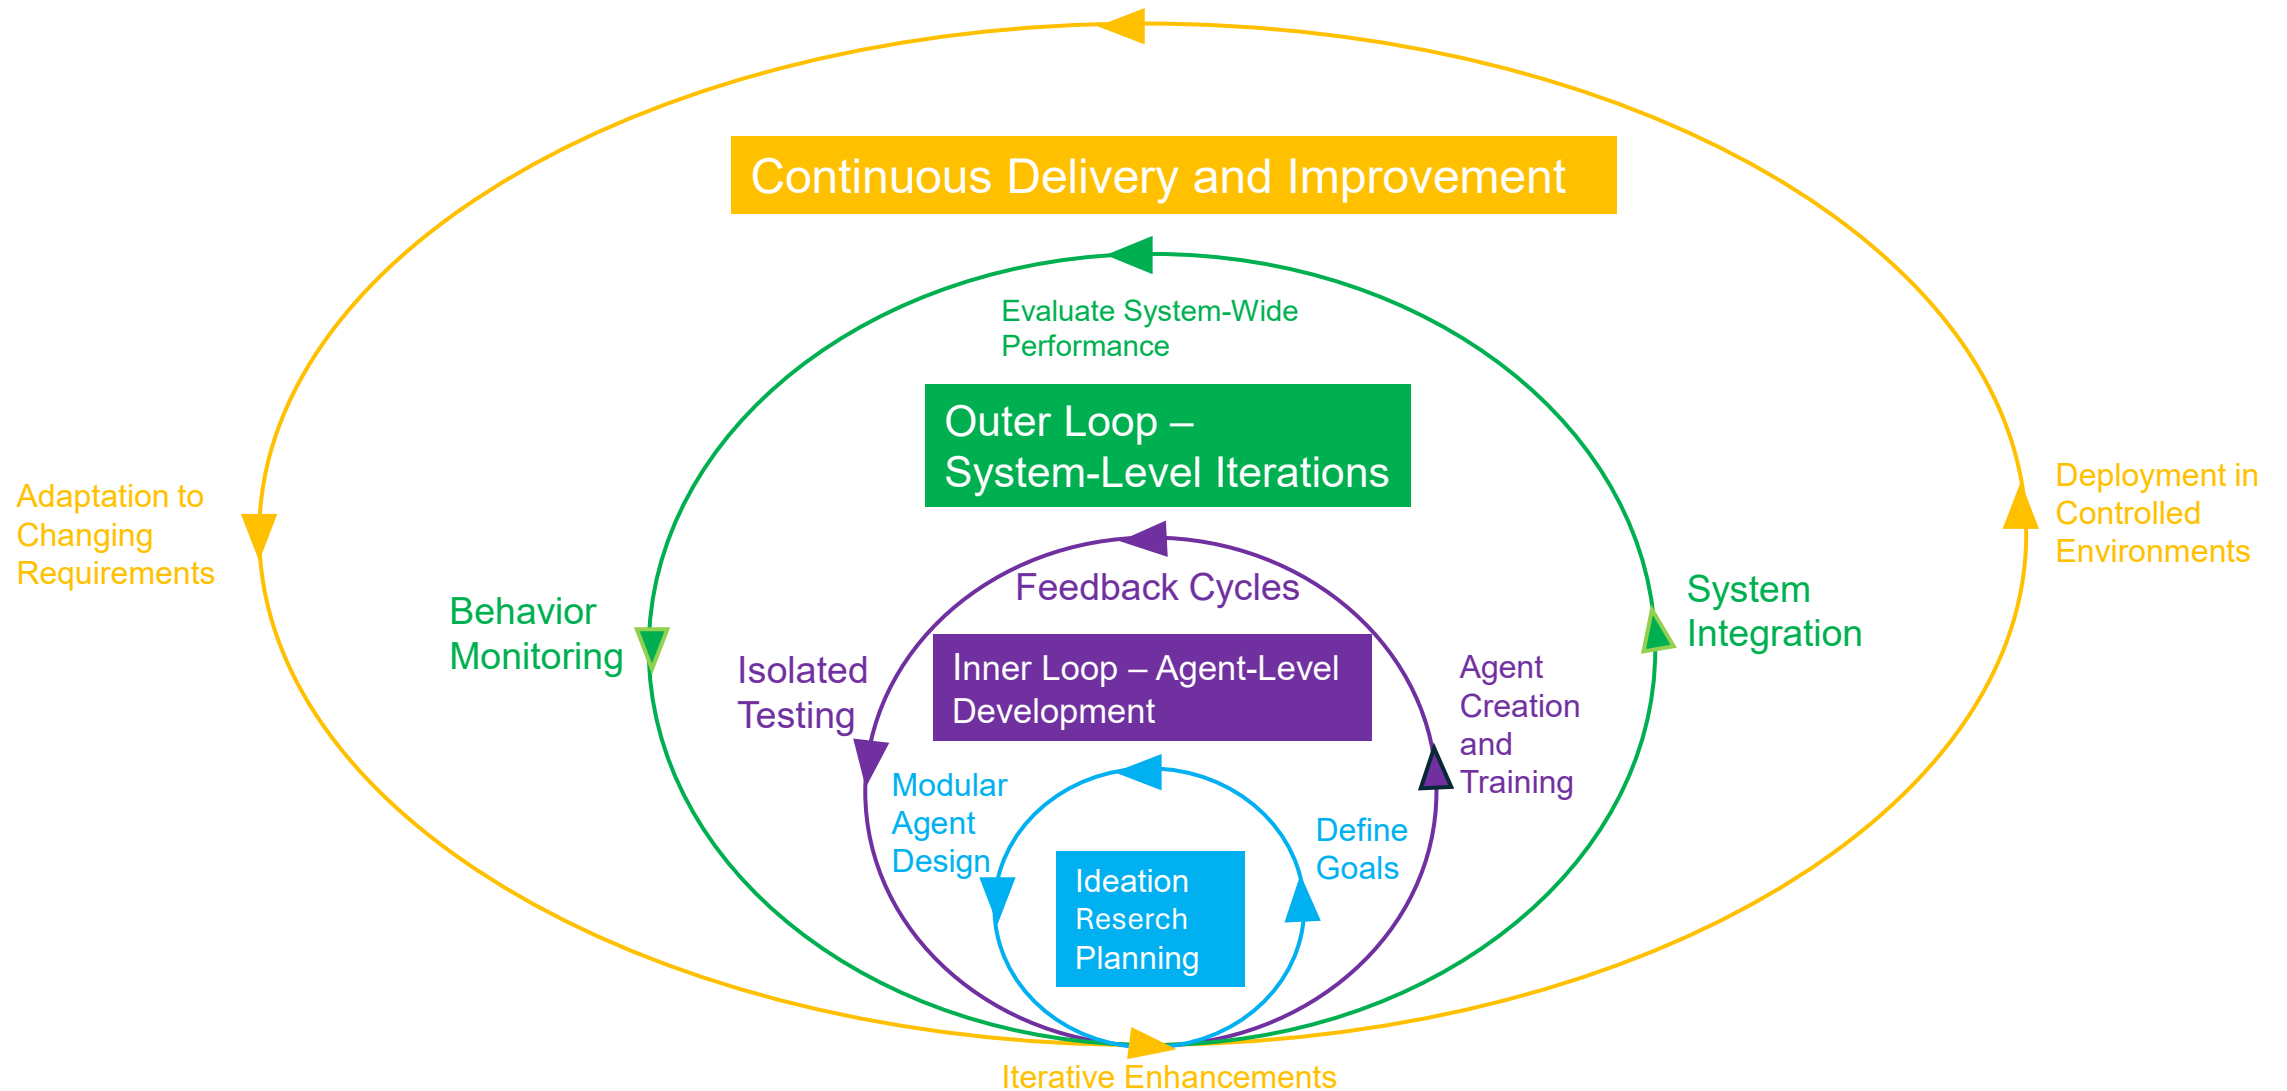 Continuous Delivery and Improvement
Evaluate System-Wide
Performance
Outer Loop –
System-Level Iterations
Adaptation to
Changing
Requirements
Deployment in
Controlled
Environments
Behavior
Monitoring
System
Integration
Feedback Cycles
Isolated
Testing
Inner Loop – Agent-Level
Development
Agent
Creation
and
Training
Modular
Agent
Design
Define
Goals
Ideation
Reserch
Planning
Iterative Enhancements